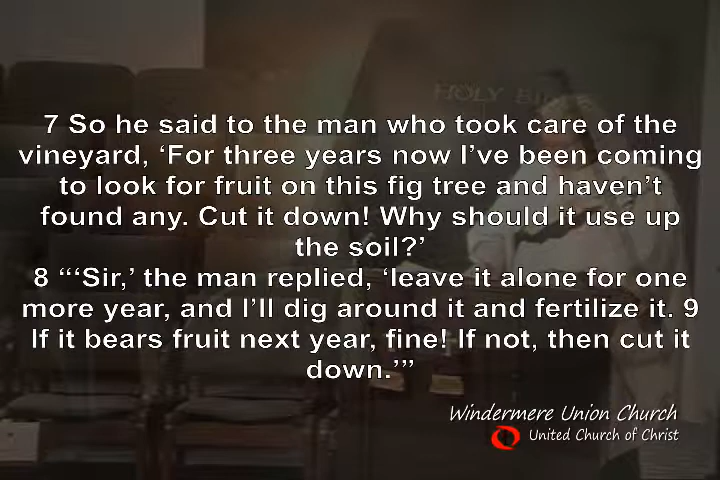 HOLY BIBLE
7 So he said to the man who took care of the
vineyard, ‘For three years now I’ve been coming
to look for fruit on this fig tree and haven’t
found any. Cut it down! Why should it use up
the soil?’
8 “‘Sir,’ the man replied, ‘leave it alone for one
more year, and I’ll dig around it and fertilize it. 9
If it bears fruit next year, fine! If not, then cut it
down.’”
Windermere Union Church
United Church of Christ